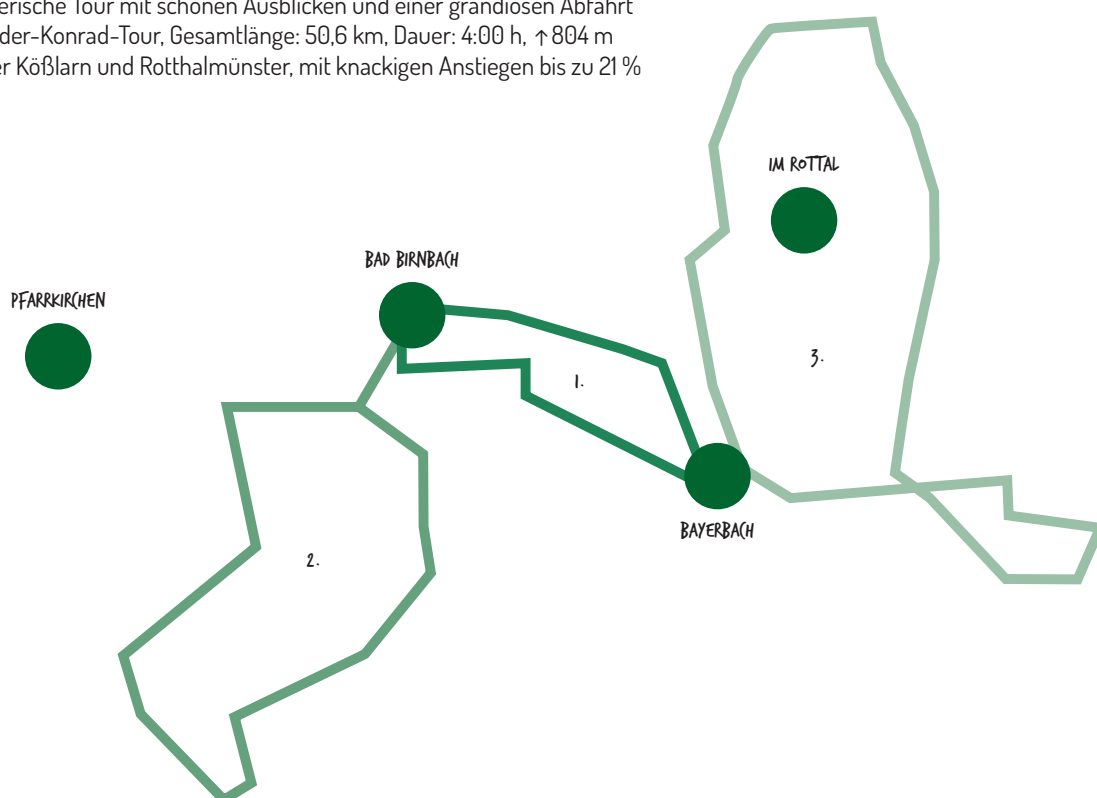 erische Tour mit schönen Ausblicken und einer grandiosen Abfahrt
der-Konrad-Tour, Gesamtlänge: 50,6 km, Dauer: 4:00 h, ↑804 m
er Kößlarn und Rotthalmünster, mit knackigen Anstiegen bis zu 21 %
IM ROTTAL
BAD BIRNBACH
PFARRKIRCHEN
3.
1.
BAYERBACH
2.